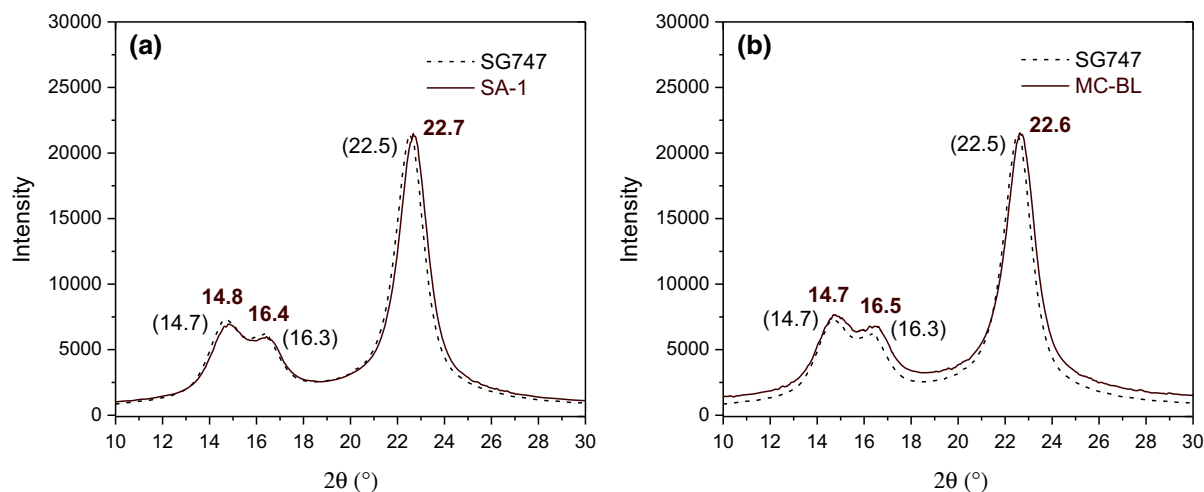 (a)
SG747
SA-1
30000
25000
20000
15000
10000
5000
0
Intensity
(22.5)
22.7
14.8
16.4
(14.7)
(16.3)
10 12 14 16 18 20 22 24 26 28 30
2θ (°)
(b)
SG747
MC-BL
30000
25000
20000
15000
10000
5000
0
Intensity
(22.5)
22.6
14.7
16.5
(14.7)
(16.3)
10 12 14 16 18 20 22 24 26 28 30
2θ (°)